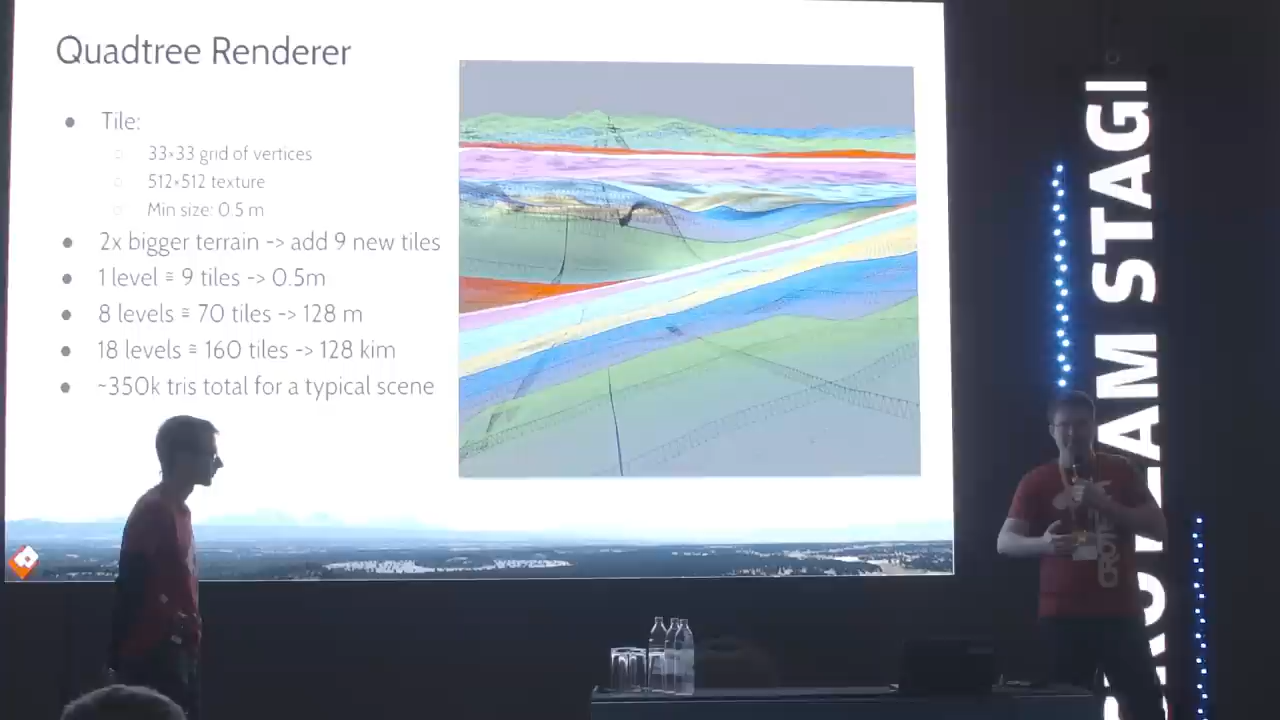 Quadtree Renderer
● Tile:
○ 33×33 grid of vertices
○ 512×512 texture
○ Min size: 0.5 m
● 2x bigger terrain -> add 9 new tiles
● 1 level ≅ 9 tiles -> 0.5m
● 8 levels ≅ 70 tiles -> 128 m
● 18 levels ≅ 160 tiles -> 128 kim
● ~350k tris total for a typical scene
STAGI